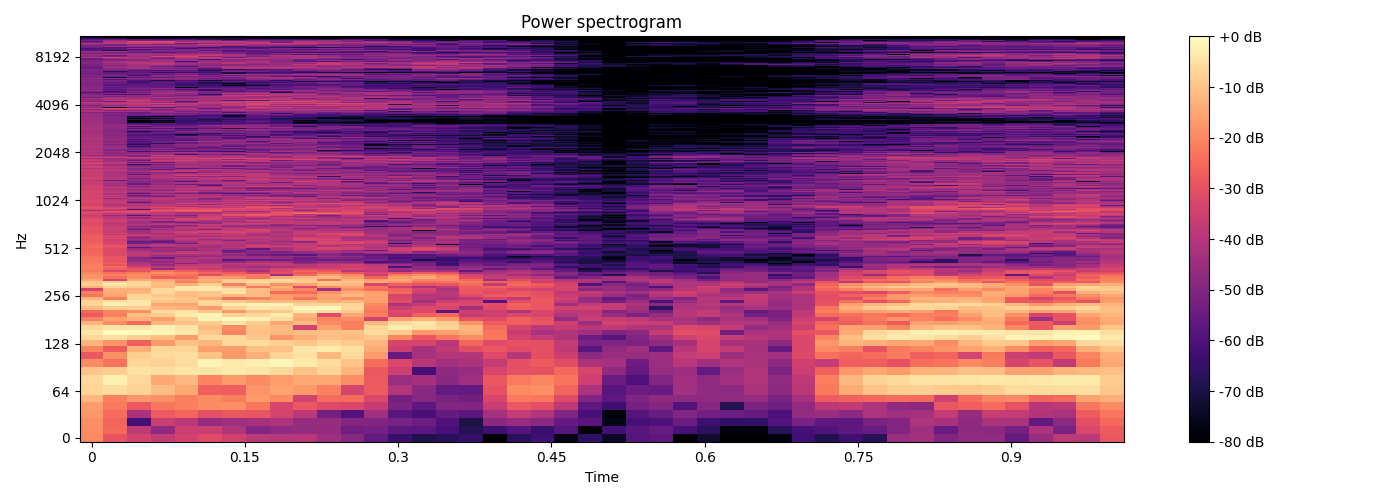 Power spectrogram
Hz
8192
4096
2048
1024
512
256
128
64
0
0 0.15 0.3 0.45 0.6 0.75 0.9
Time
+0 dB
-10 dB
-20 dB
-30 dB
-40 dB
-50 dB
-60 dB
-70 dB
-80 dB